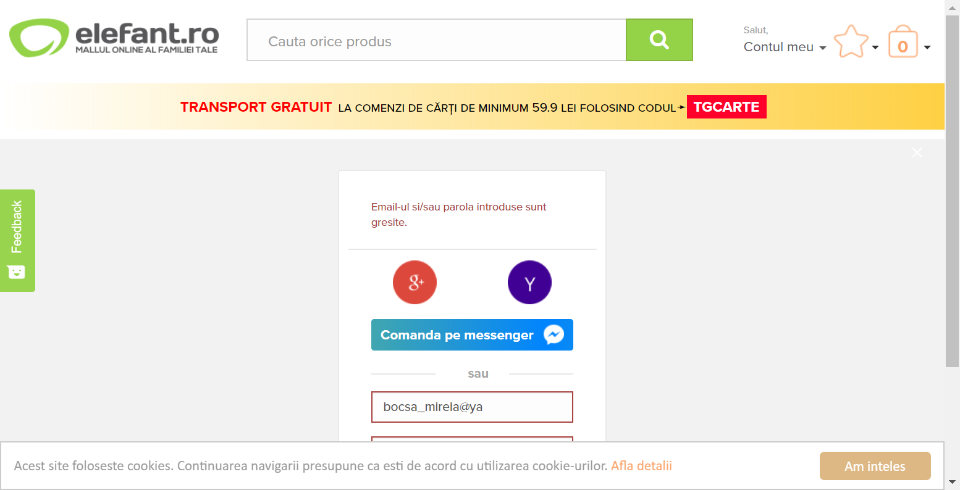 elefant.ro
MALLUL ONLINE AL FAMILIEI TALE
Cauta orice produs
Salut,
Contul meu
0
TRANSPORT GRATUIT LA COMENZI DE CĂRȚI DE MINIMUM 59.9 LEI FOLOSIND CODUL TGCARTE
Feedback
Email-ul si/sau parola introduse sunt
gresite.
g+
Y
Comanda pe messenger
sau
bocsa_mirela@ya
Acest site foloseste cookies. Continuarea navigarii presupune ca esti de acord cu utilizarea cookie-urilor. Afla detalii
Am inteles